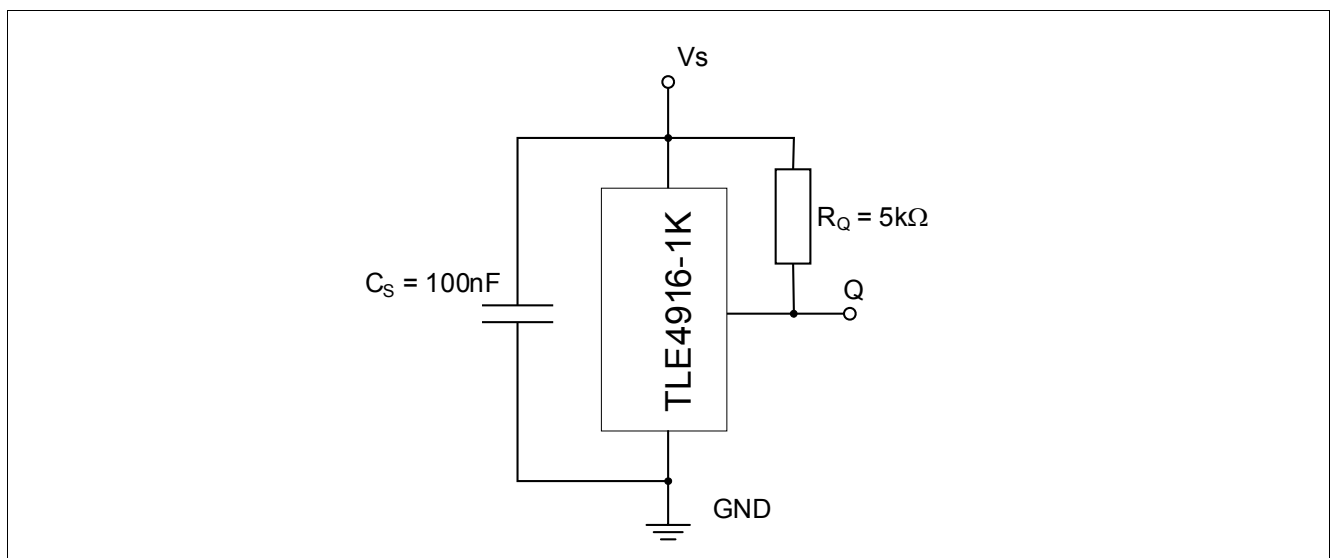 Vs
TLE4916-1K
R_Q = 5kΩ
C_S = 100nF
Q
GND